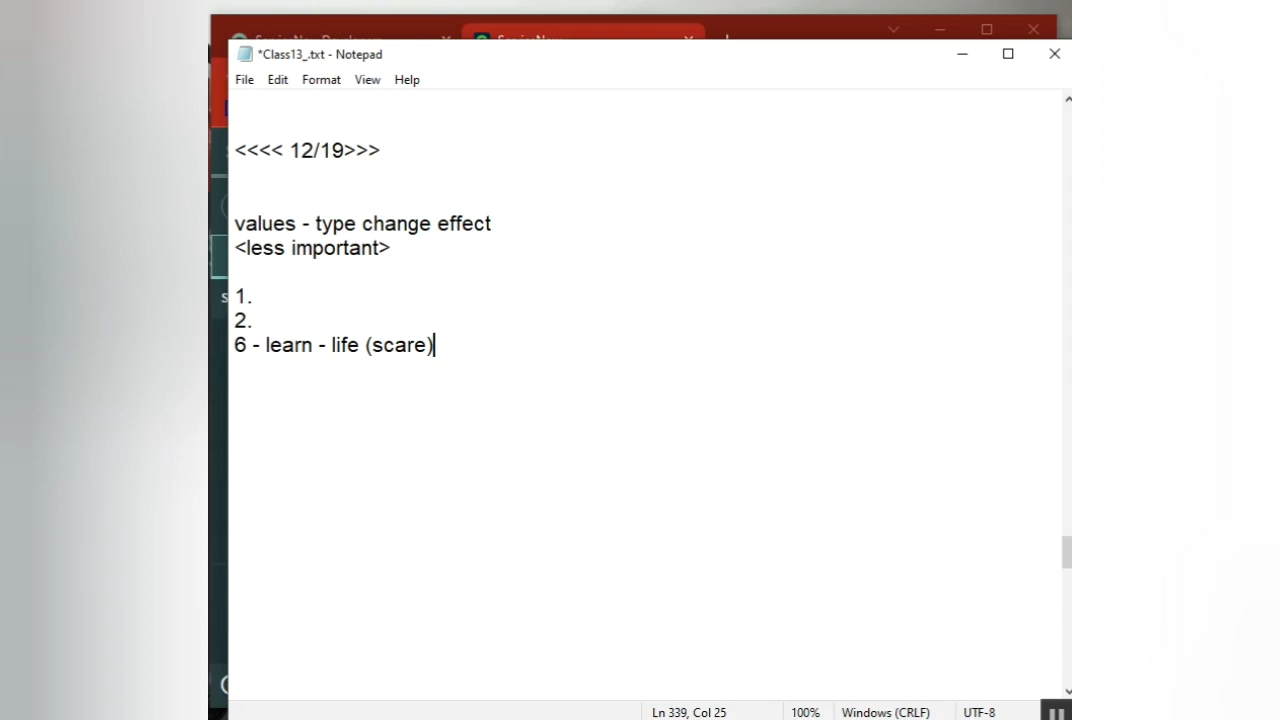 *Class13_.txt - Notepad
File Edit Format View Help
<<<< 12/19>>>
values - type change effect
<less important>
1.
2.
6 - learn - life (scare)
Ln 339, Col 25 100% Windows (CRLF) UTF-8